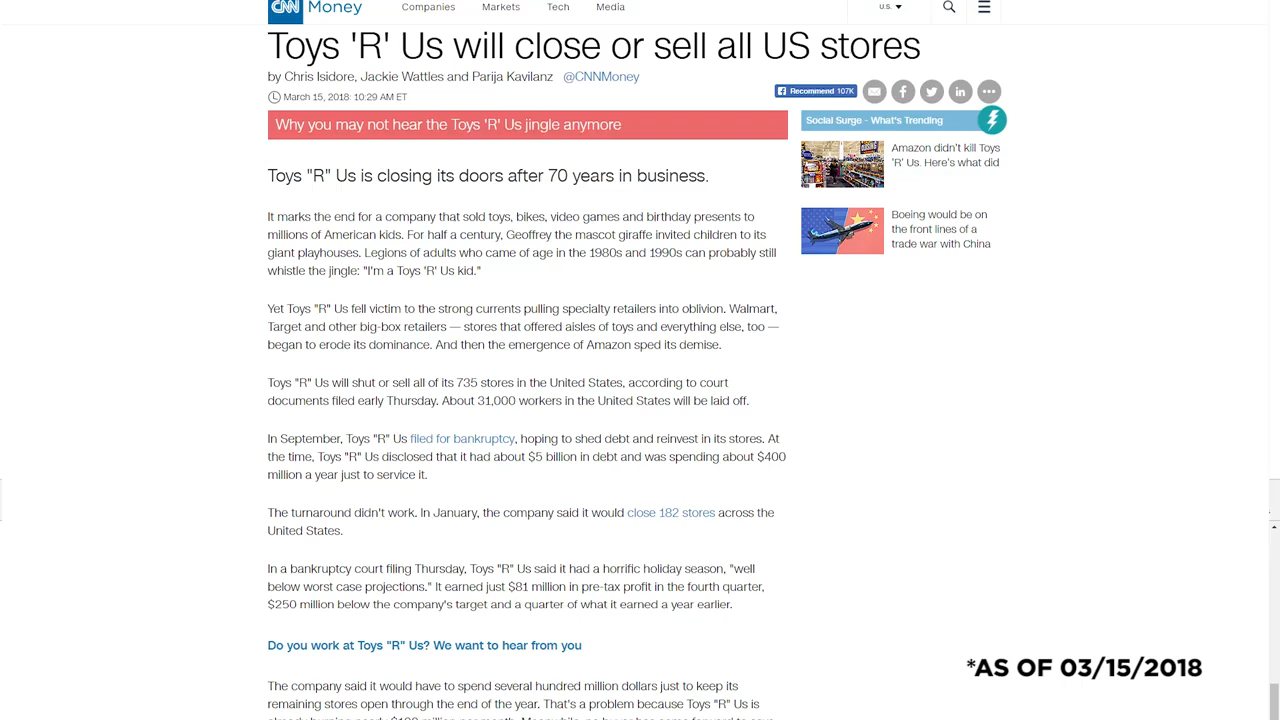 CNN Money
Companies
Markets
Tech
Media
U.S.
Toys 'R' Us will close or sell all US stores
by Chris Isidore, Jackie Wattles and Parija Kavilanz @CNNMoney
March 15, 2018: 10:29 AM ET
Recommend 107K
Why you may not hear the Toys 'R' Us jingle anymore
Toys "R" Us is closing its doors after 70 years in business.
It marks the end for a company that sold toys, bikes, video games and birthday presents to
millions of American kids. For half a century, Geoffrey the mascot giraffe invited children to its
giant playhouses. Legions of adults who came of age in the 1980s and 1990s can probably still
whistle the jingle: "I'm a Toys 'R' Us kid."
Yet Toys "R" Us fell victim to the strong currents pulling specialty retailers into oblivion. Walmart,
Target and other big-box retailers — stores that offered aisles of toys and everything else, too —
began to erode its dominance. And then the emergence of Amazon sped its demise.
Toys "R" Us will shut or sell all of its 735 stores in the United States, according to court
documents filed early Thursday. About 31,000 workers in the United States will be laid off.
In September, Toys "R" Us filed for bankruptcy, hoping to shed debt and reinvest in its stores. At
the time, Toys "R" Us disclosed that it had about $5 billion in debt and was spending about $400
million a year just to service it.
The turnaround didn't work. In January, the company said it would close 182 stores across the
United States.
In a bankruptcy court filing Thursday, Toys "R" Us said it had a horrific holiday season, "well
below worst case projections." It earned just $81 million in pre-tax profit in the fourth quarter,
$250 million below the company's target and a quarter of what it earned a year earlier.
Do you work at Toys "R" Us? We want to hear from you
The company said it would have to spend several hundred million dollars just to keep its
remaining stores open through the end of the year. That's a problem because Toys "R" Us is
Social Surge - What's Trending
Amazon didn't kill Toys
'R' Us. Here's what did
Boeing would be on
the front lines of a
trade war with China
*AS OF 03/15/2018